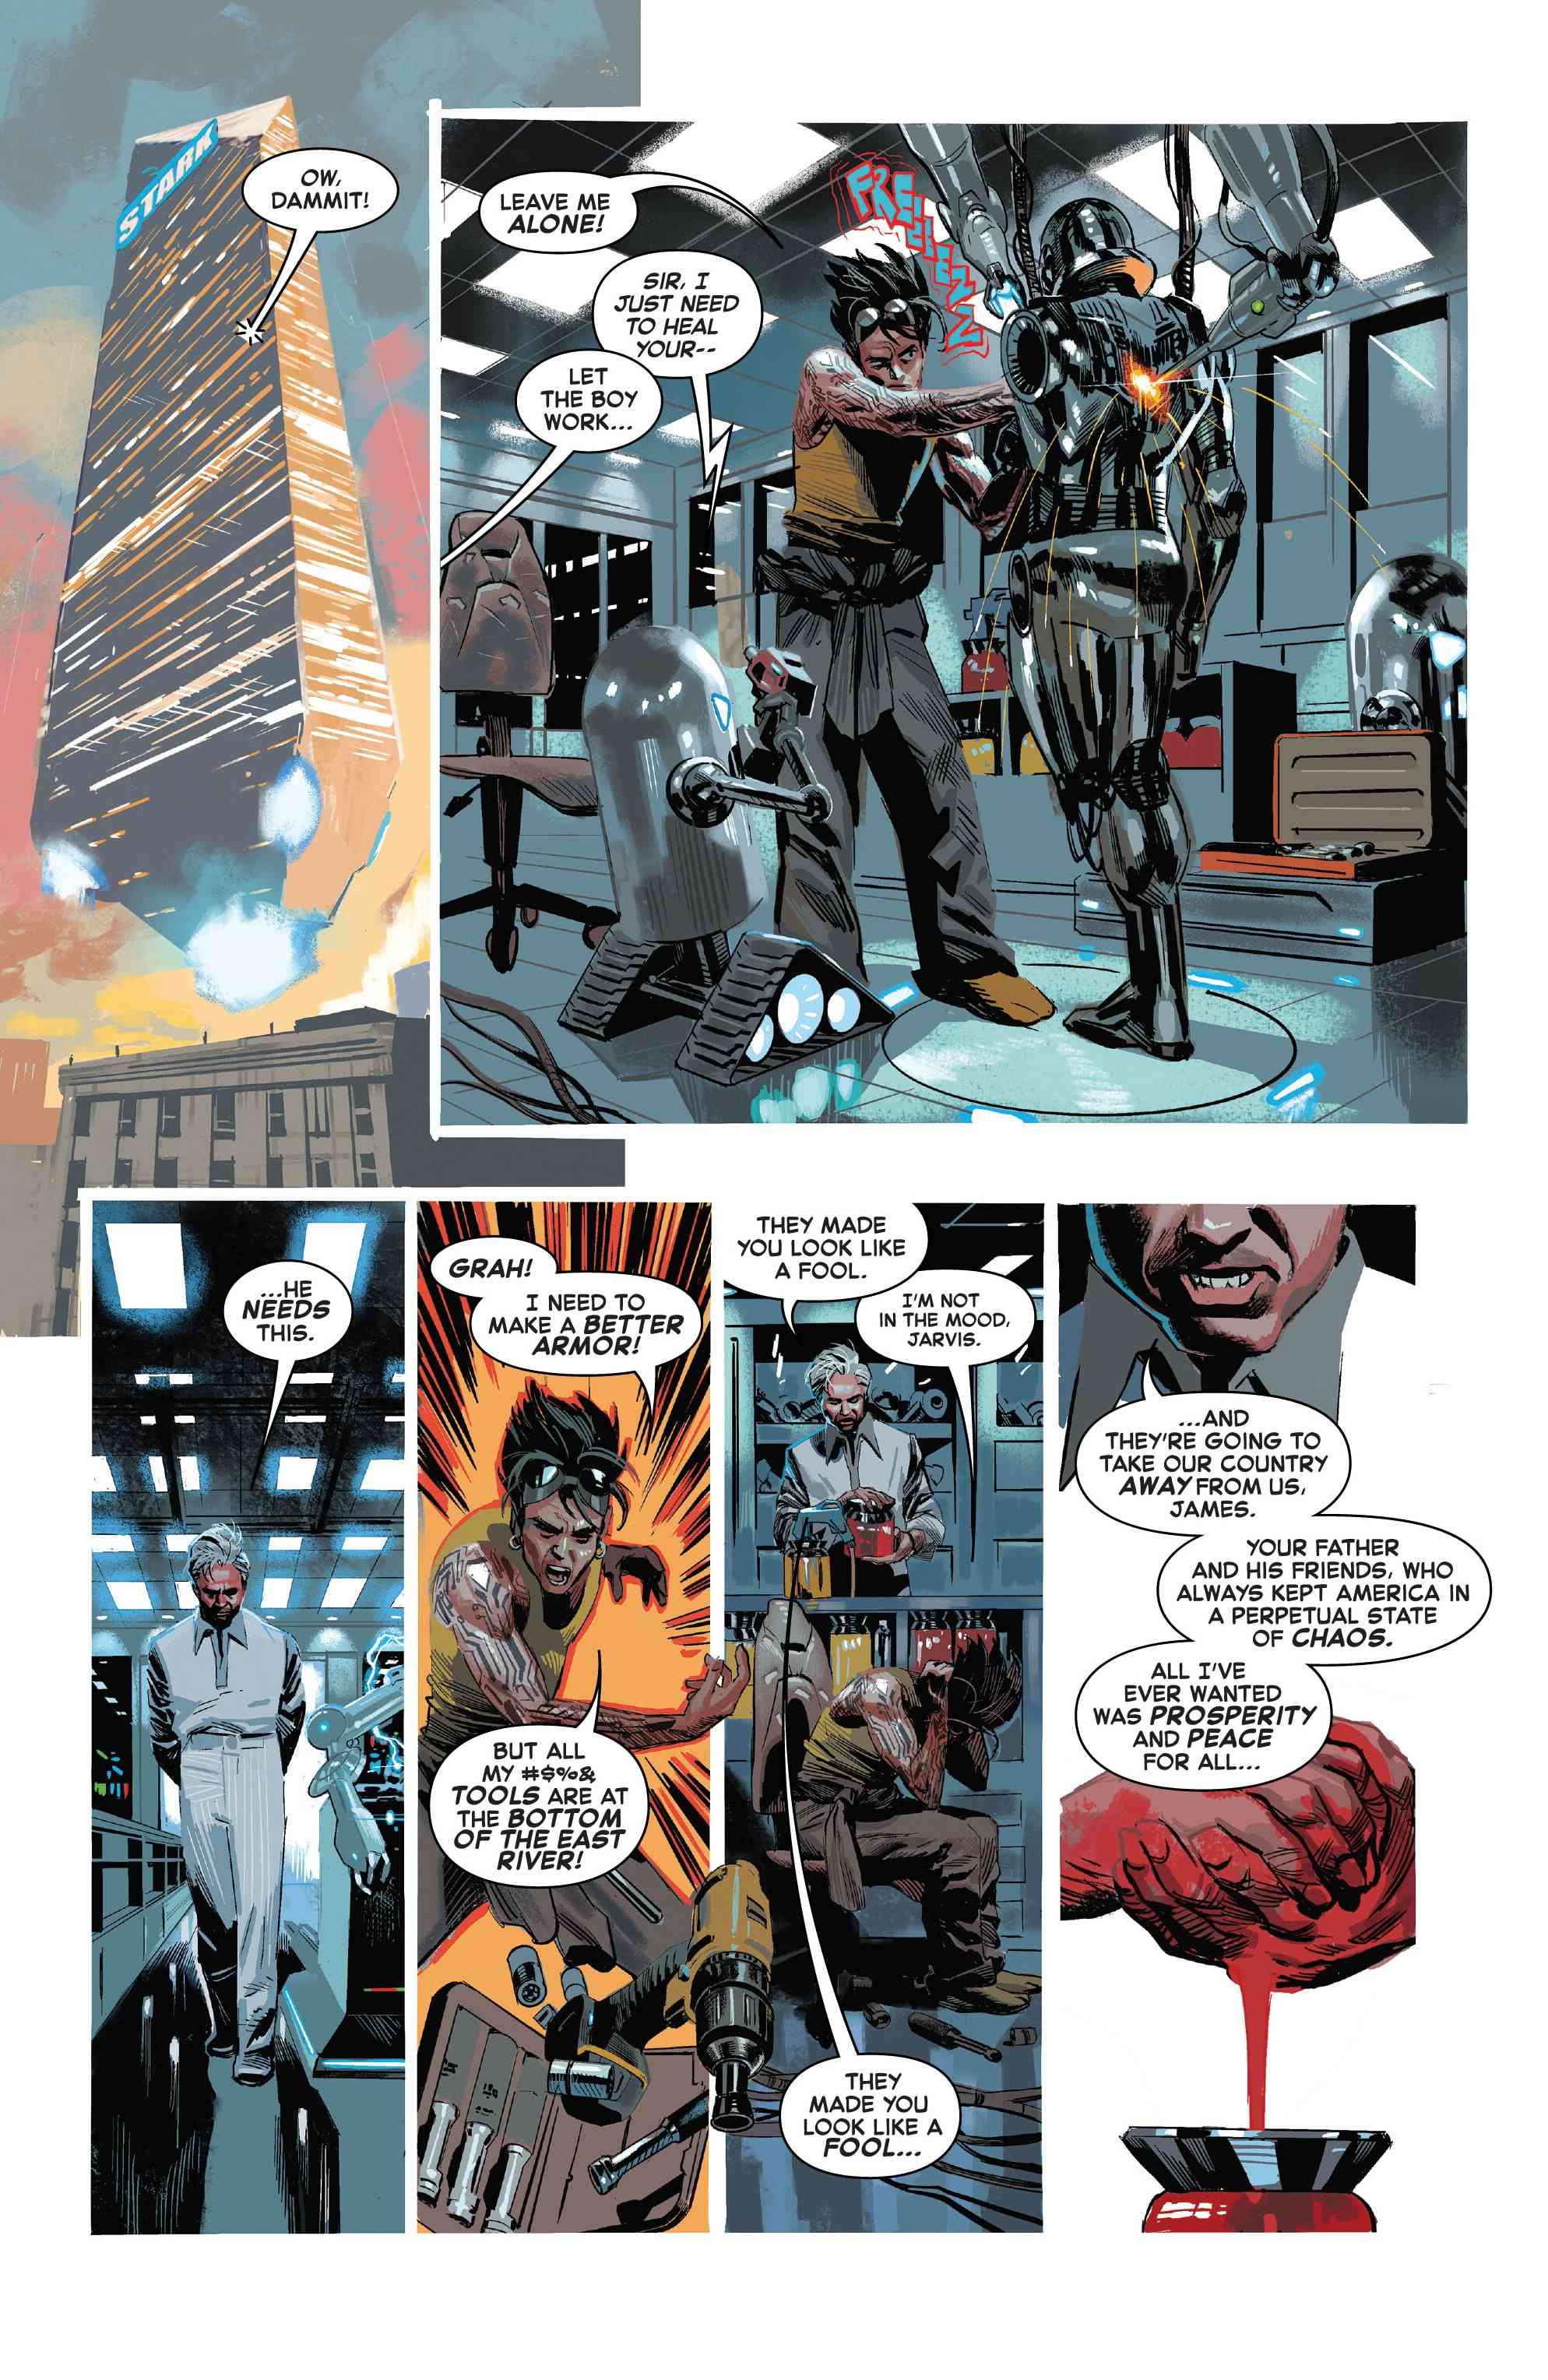 STARK
OW,
DAMMIT!
LEAVE ME
ALONE!
SIR, I
JUST NEED
TO HEAL
YOUR--
LET
THE BOY
WORK...
...HE
NEEDS
THIS.
GRAH!
I NEED TO
MAKE A BETTER
ARMOR!
BUT ALL
MY #$%&
TOOLS ARE AT
THE BOTTOM
OF THE EAST
RIVER!
THEY MADE
YOU LOOK LIKE
A FOOL.
I'M NOT
IN THE MOOD,
JARVIS.
THEY
MADE YOU
LOOK LIKE A
FOOL...
...AND
THEY'RE GOING TO
TAKE OUR COUNTRY
AWAY FROM US,
JAMES.
YOUR FATHER
AND HIS FRIENDS, WHO
ALWAYS KEPT AMERICA IN
A PERPETUAL STATE
OF CHAOS.
ALL I'VE
EVER WANTED
WAS PROSPERITY
AND PEACE
FOR ALL...